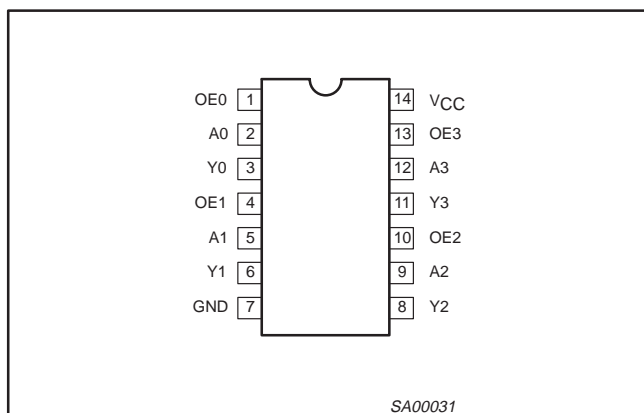 OE0 1 14 VCC
A0 2 13 OE3
Y0 3 12 A3
OE1 4 11 Y3
A1 5 10 OE2
Y1 6 9 A2
GND 7 8 Y2
SA00031